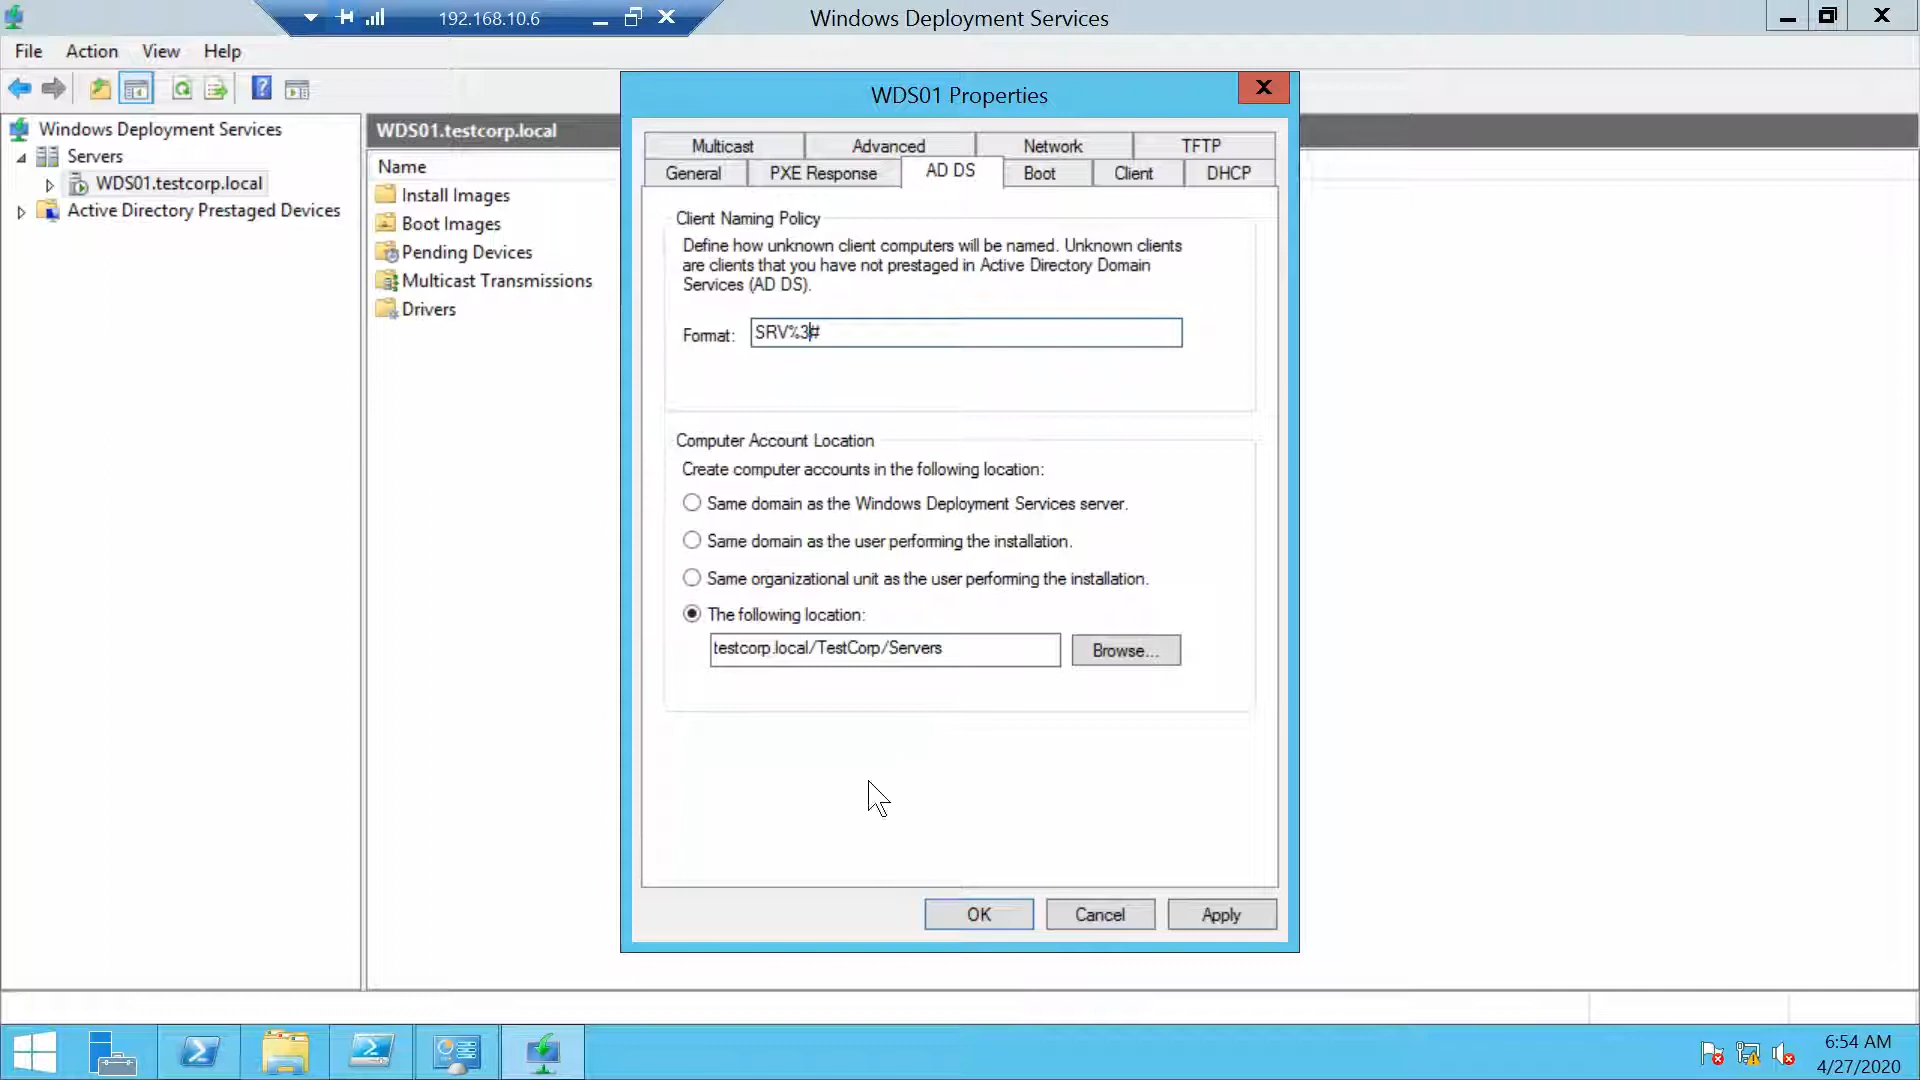 192.168.10.6
Windows Deployment Services
File Action View Help
Windows Deployment Services
Servers
WDS01.testcorp.local
Active Directory Prestaged Devices
WDS01.testcorp.local
Name
Install Images
Boot Images
Pending Devices
Multicast Transmissions
Drivers
WDS01 Properties
Multicast Advanced Network TFTP
General PXE Response AD DS Boot Client DHCP
Client Naming Policy
Define how unknown client computers will be named. Unknown clients
are clients that you have not prestaged in Active Directory Domain
Services (AD DS).
Format: SRV%3#
Computer Account Location
Create computer accounts in the following location:
Same domain as the Windows Deployment Services server.
Same domain as the user performing the installation.
Same organizational unit as the user performing the installation.
The following location:
testcorp.local/TestCorp/Servers Browse...
OK Cancel Apply
6:54 AM
4/27/2020